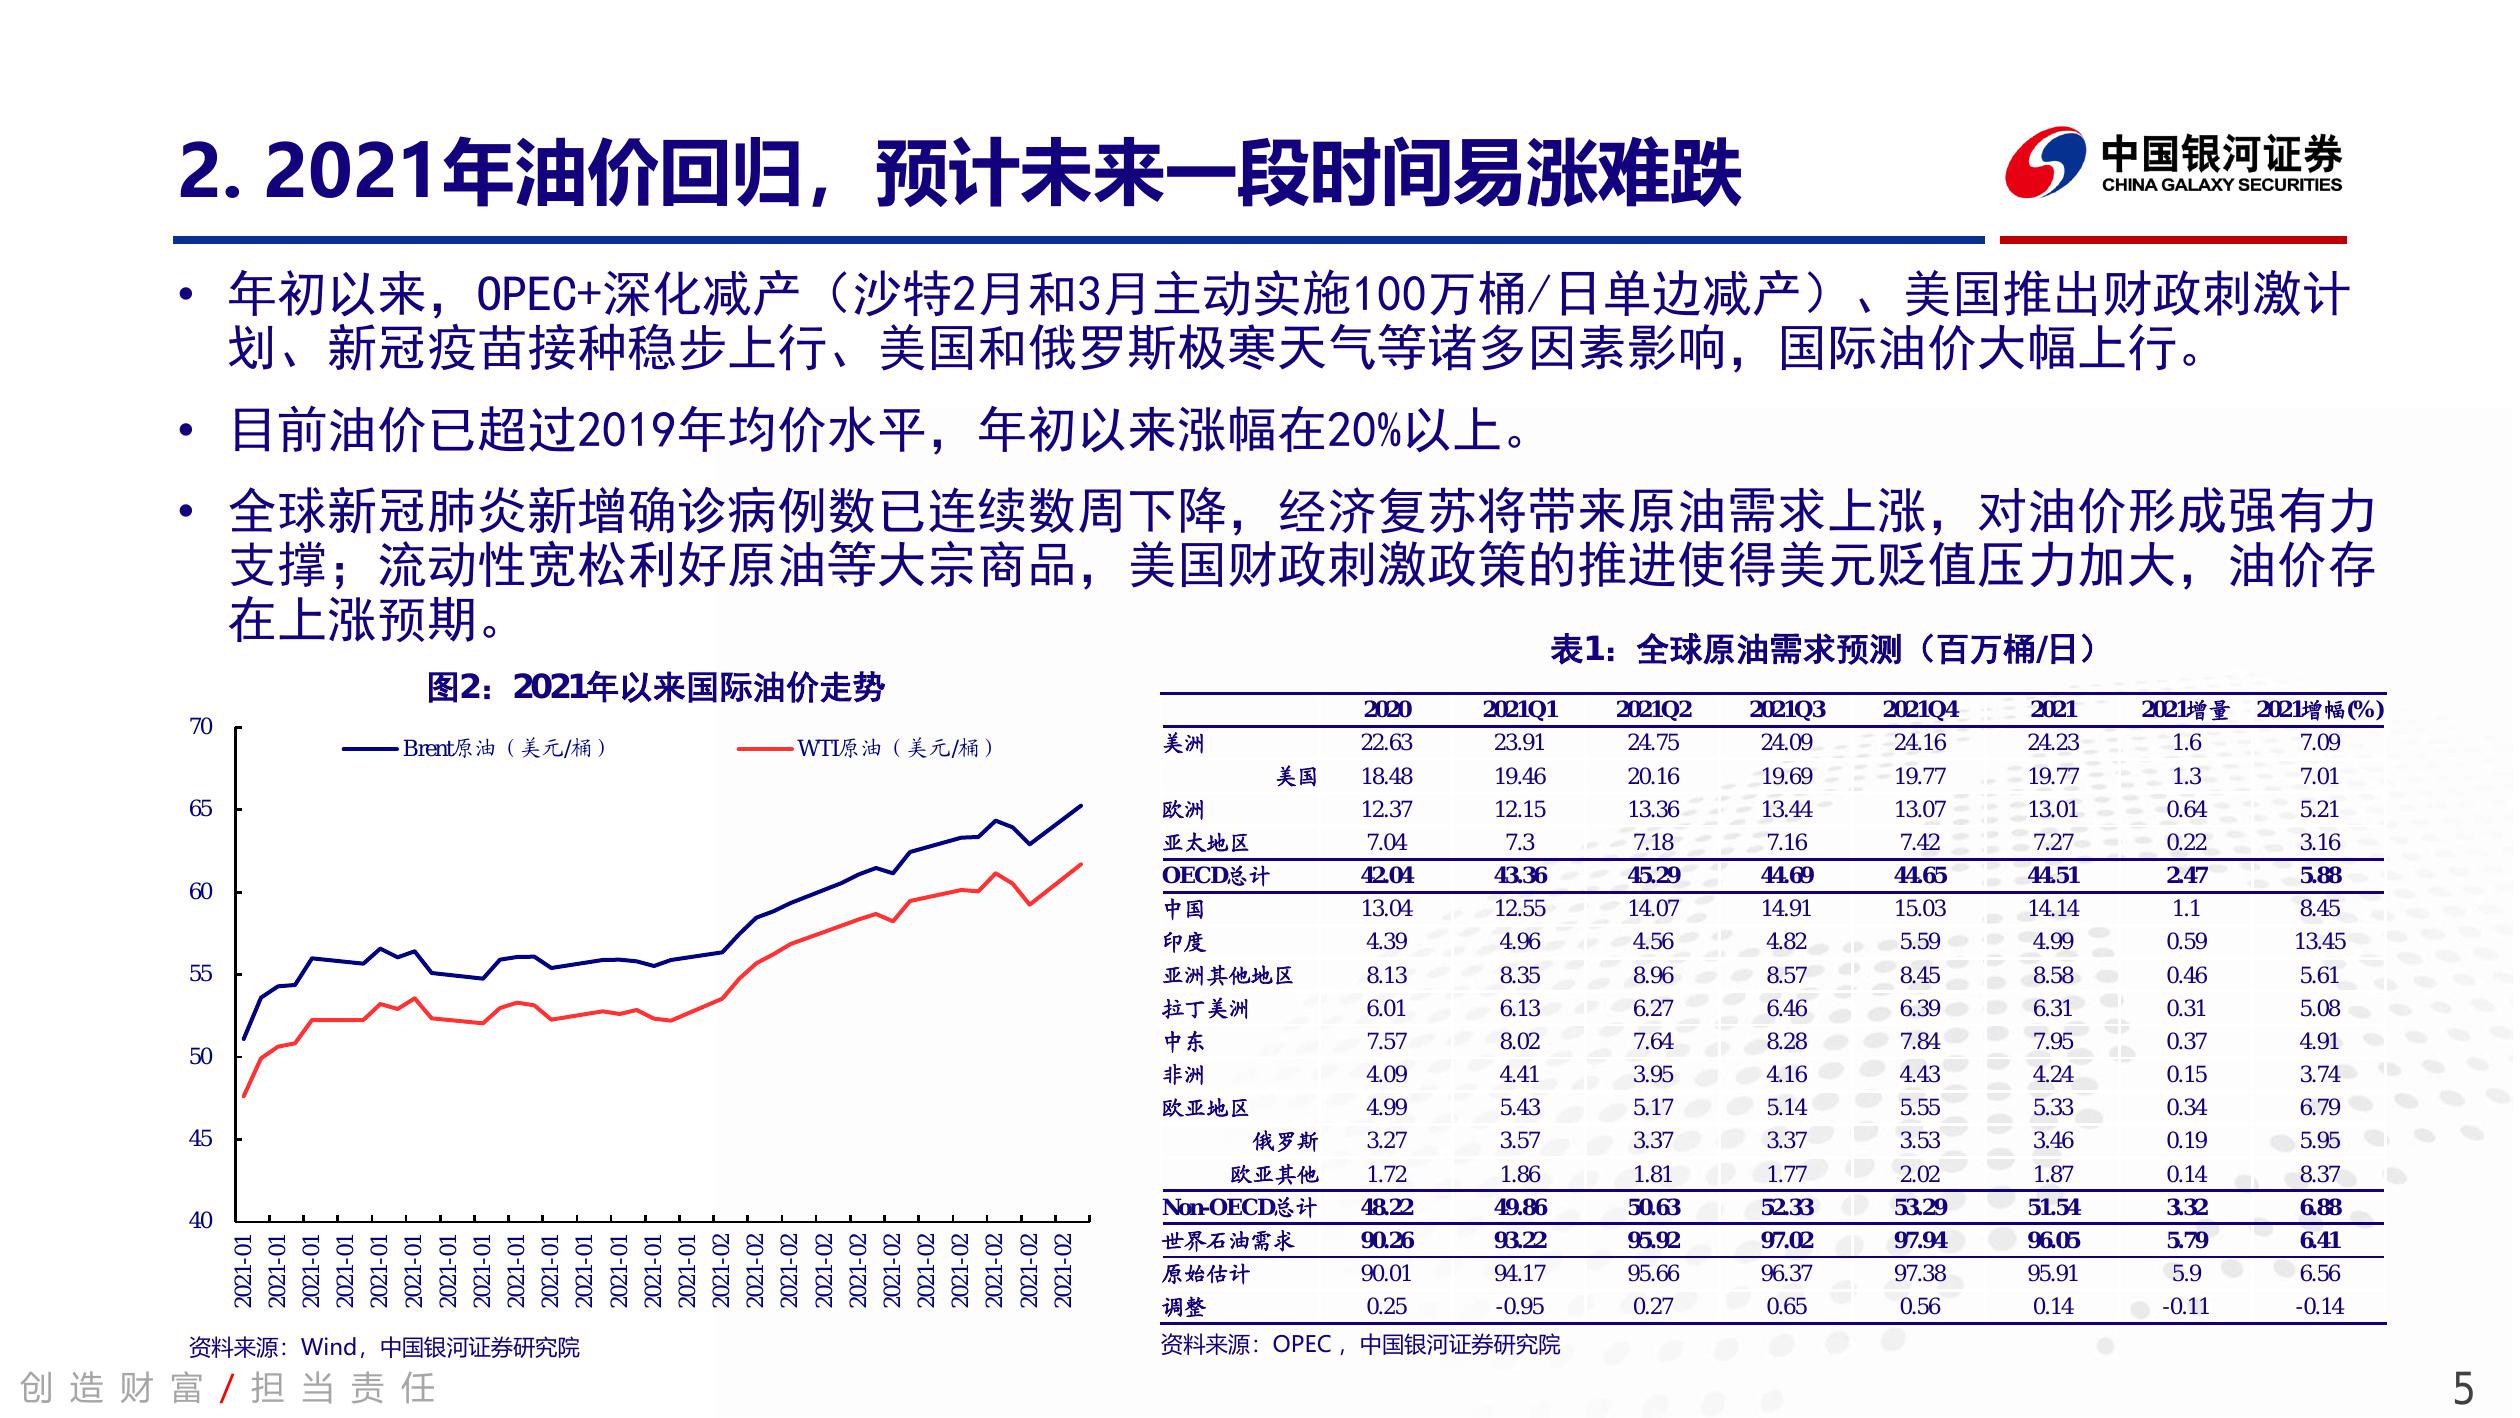 2. 2021年油价回归，预计未来一段时间易涨难跌
中国银河证券
CHINA GALAXY SECURITIES
• 年初以来，OPEC+深化减产（沙特2月和3月主动实施100万桶/日单边减产）、美国推出财政刺激计
划、新冠疫苗接种稳步上行、美国和俄罗斯极寒天气等诸多因素影响，国际油价大幅上行。
• 目前油价已超过2019年均价水平，年初以来涨幅在20%以上。
• 全球新冠肺炎新增确诊病例数已连续数周下降，经济复苏将带来原油需求上涨，对油价形成强有力
支撑；流动性宽松利好原油等大宗商品，美国财政刺激政策的推进使得美元贬值压力加大，油价存
在上涨预期。
图2：2021年以来国际油价走势
Brent原油（美元/桶） WTI原油（美元/桶）
70
65
60
55
50
45
40
2021-01 2021-01 2021-01 2021-01 2021-01 2021-01 2021-01 2021-01 2021-01 2021-01 2021-01 2021-01 2021-01 2021-01 2021-02 2021-02 2021-02 2021-02 2021-02 2021-02 2021-02 2021-02 2021-02 2021-02 2021-02
资料来源：Wind，中国银河证券研究院
表1：全球原油需求预测（百万桶/日）
2020 2021Q1 2021Q2 2021Q3 2021Q4 2021 2021增量 2021增幅(%)
美洲 22.63 23.91 24.75 24.09 24.16 24.23 1.6 7.09
美国 18.48 19.46 20.16 19.69 19.77 19.77 1.3 7.01
欧洲 12.37 12.15 13.36 13.44 13.07 13.01 0.64 5.21
亚太地区 7.04 7.3 7.18 7.16 7.42 7.27 0.22 3.16
OECD总计 42.04 43.36 45.29 44.69 44.65 44.51 2.47 5.88
中国 13.04 12.55 14.07 14.91 15.03 14.14 1.1 8.45
印度 4.39 4.96 4.56 4.82 5.59 4.99 0.59 13.45
亚洲其他地区 8.13 8.35 8.96 8.57 8.45 8.58 0.46 5.61
拉丁美洲 6.01 6.13 6.27 6.46 6.39 6.31 0.31 5.08
中东 7.57 8.02 7.64 8.28 7.84 7.95 0.37 4.91
非洲 4.09 4.41 3.95 4.16 4.43 4.24 0.15 3.74
欧亚地区 4.99 5.43 5.17 5.14 5.55 5.33 0.34 6.79
俄罗斯 3.27 3.57 3.37 3.37 3.53 3.46 0.19 5.95
欧亚其他 1.72 1.86 1.81 1.77 2.02 1.87 0.14 8.37
Non-OECD总计 48.22 49.86 50.63 52.33 53.29 51.54 3.32 6.88
世界石油需求 90.26 93.22 95.92 97.02 97.94 96.05 5.79 6.41
原始估计 90.01 94.17 95.66 96.37 97.38 95.91 5.9 6.56
调整 0.25 -0.95 0.27 0.65 0.56 0.14 -0.11 -0.14
资料来源：OPEC ，中国银河证券研究院
创造财富/担当责任
5